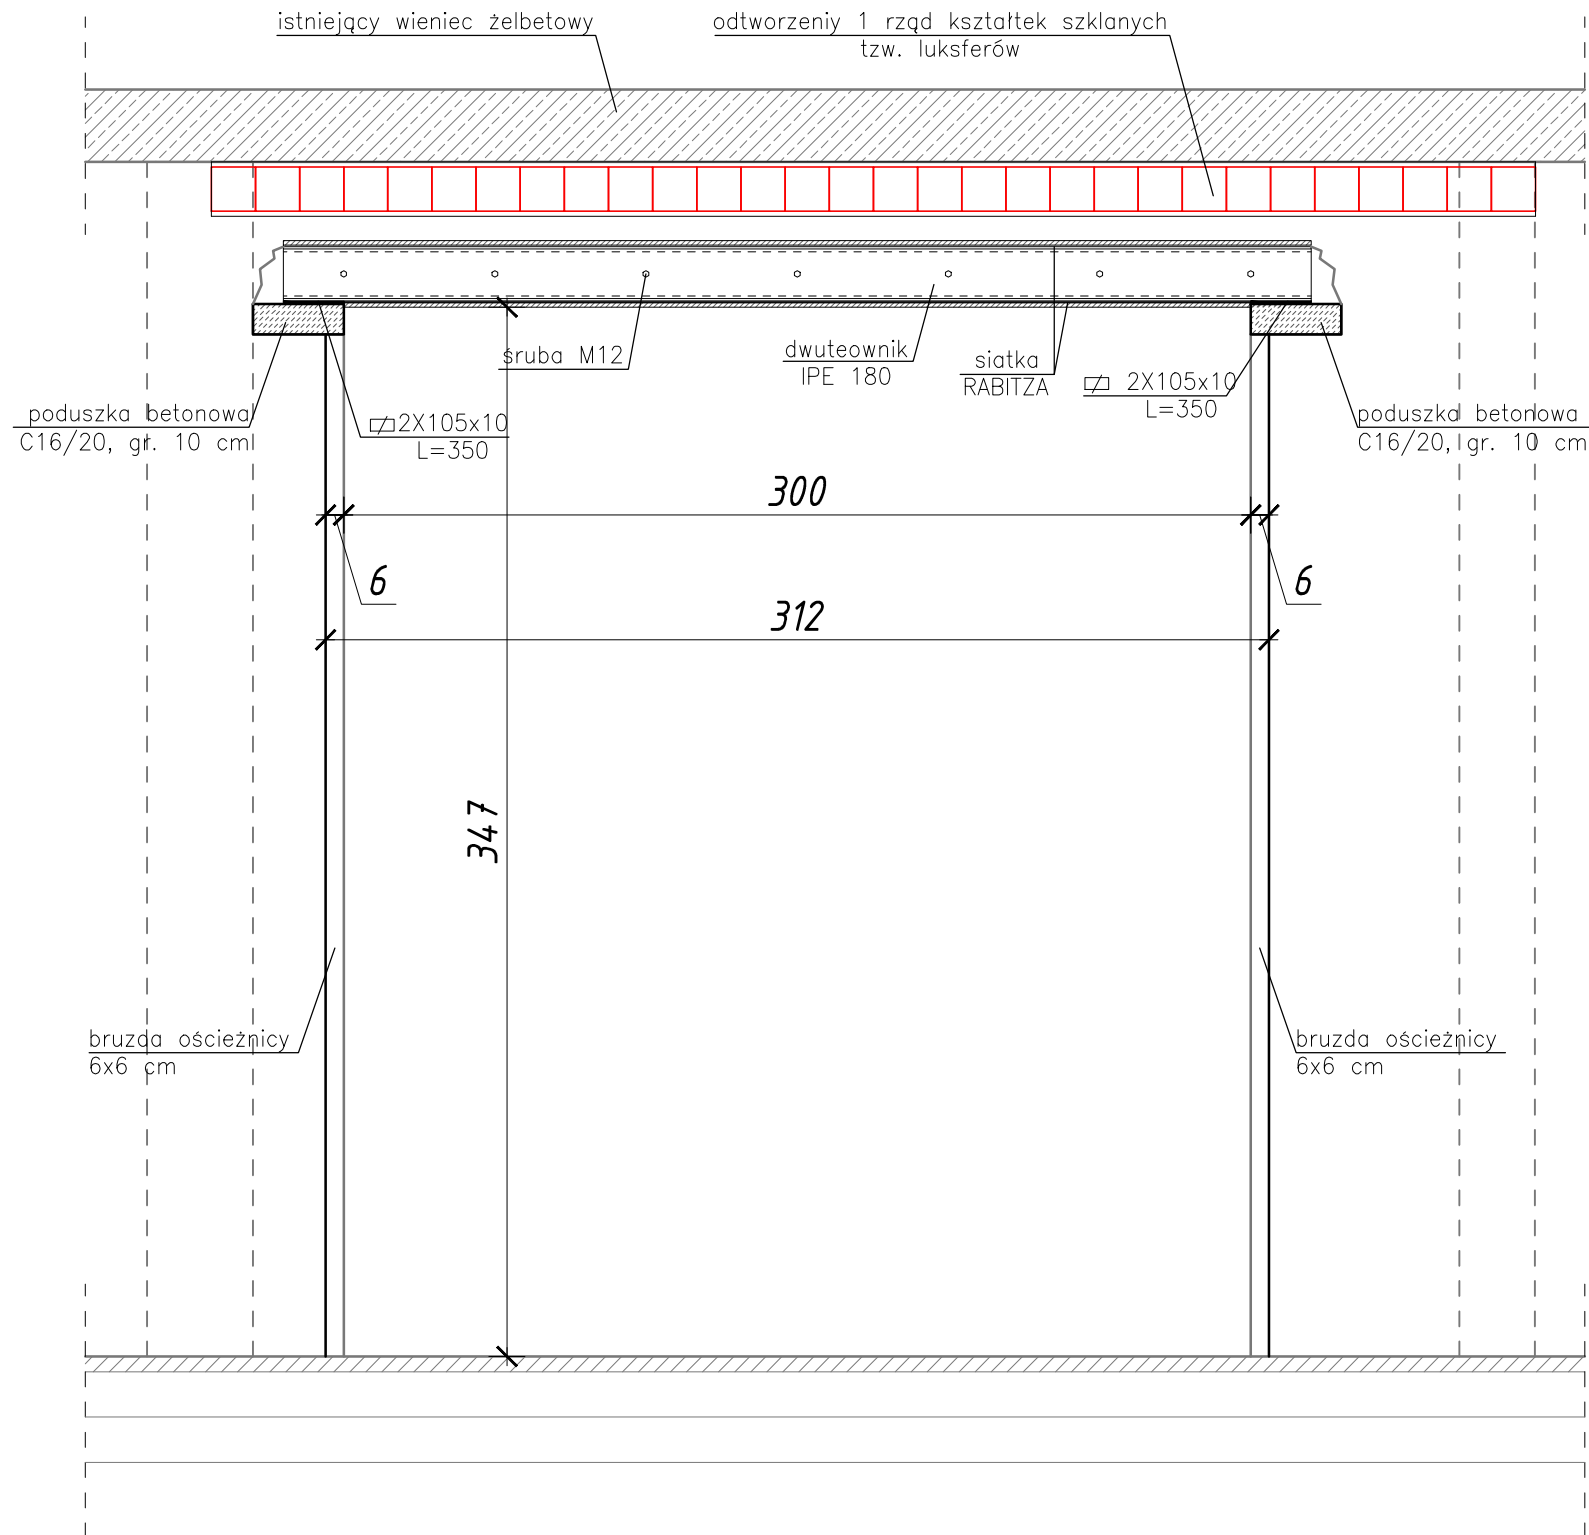 istniejący wieniec żelbetowy
odtworzeniy 1 rząd kształtek szklanych
tzw. luksferów
śruba M12
dwuteownik
IPE 180
siatka
RABITZA
2X105x10
L=350
poduszka betonowa
C16/20, gr. 10 cm
2X105x10
L=350
poduszka betonowa
C16/20, gr. 10 cm
300
6
6
312
347
bruzda ościeżnicy
6x6 cm
bruzda ościeżnicy
6x6 cm